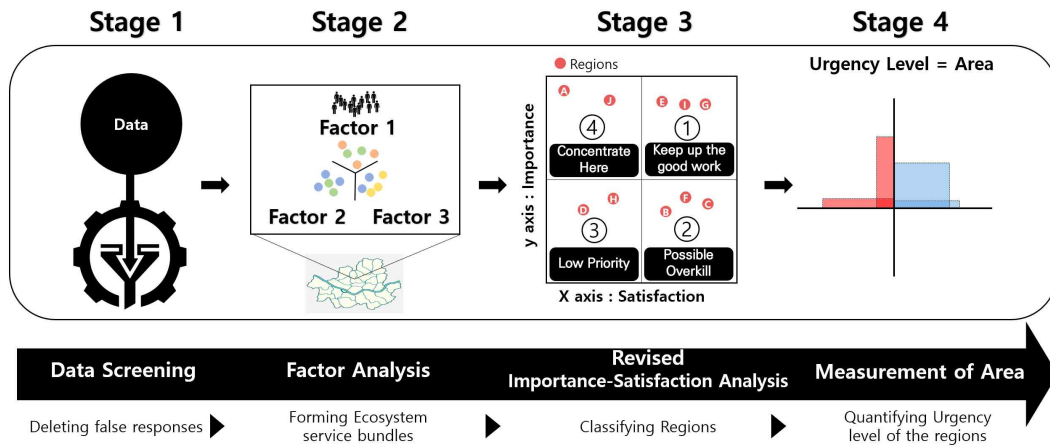 Stage 1
Stage 2
Stage 3
Stage 4
Data
Factor 1
Factor 2
Factor 3
Regions
y axis : Importance
A
J
4
Concentrate
Here
E
I
G
1
Keep up the
good work
D
H
3
Low Priority
B
F
C
2
Possible
Overkill
X axis : Satisfaction
Urgency Level = Area
Data Screening
Factor Analysis
Revised
Importance-Satisfaction Analysis
Measurement of Area
Deleting false responses
Forming Ecosystem
service bundles
Classifying Regions
Quantifying Urgency
level of the regions